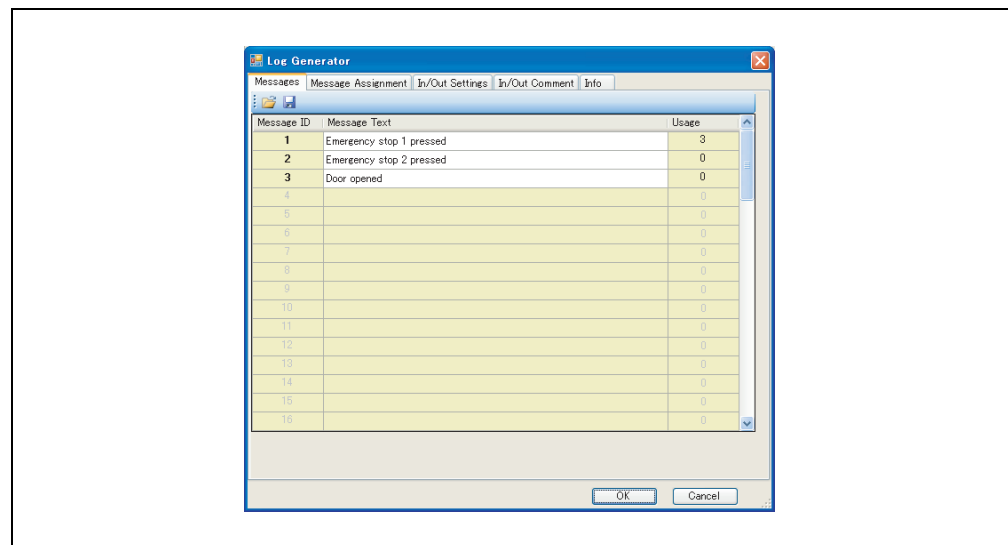 Log Generator
Messages Message Assignment In/Out Settings In/Out Comment Info
Message ID Message Text Usage
1 Emergency stop 1 pressed 3
2 Emergency stop 2 pressed 0
3 Door opened 0
4 0
5 0
6 0
7 0
8 0
9 0
10 0
11 0
12 0
13 0
14 0
15 0
16 0
OK Cancel